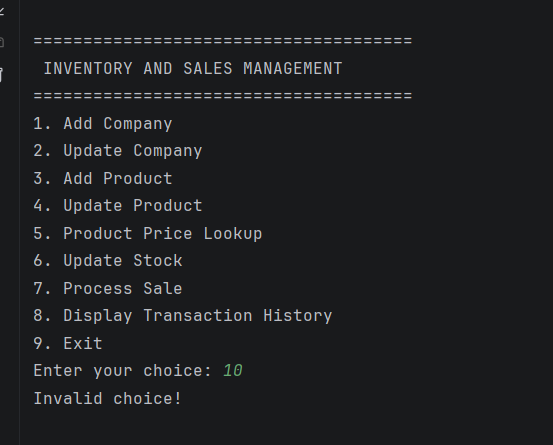 ======================================
INVENTORY AND SALES MANAGEMENT
======================================
1. Add Company
2. Update Company
3. Add Product
4. Update Product
5. Product Price Lookup
6. Update Stock
7. Process Sale
8. Display Transaction History
9. Exit
Enter your choice: 10
Invalid choice!